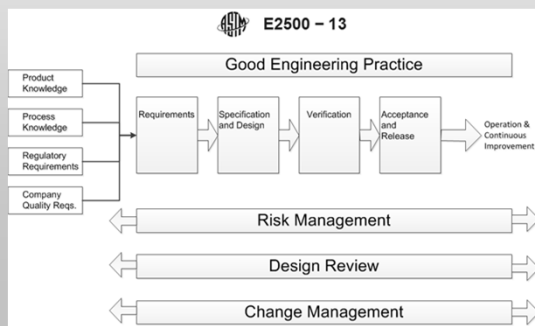 ASTM E2500 – 13
Good Engineering Practice
Product
Knowledge
Process
Knowledge
Regulatory
Requirements
Company
Quality Reqs.
Requirements
Specification
and Design
Verification
Acceptance
and
Release
Operation &
Continuous
Improvement
Risk Management
Design Review
Change Management